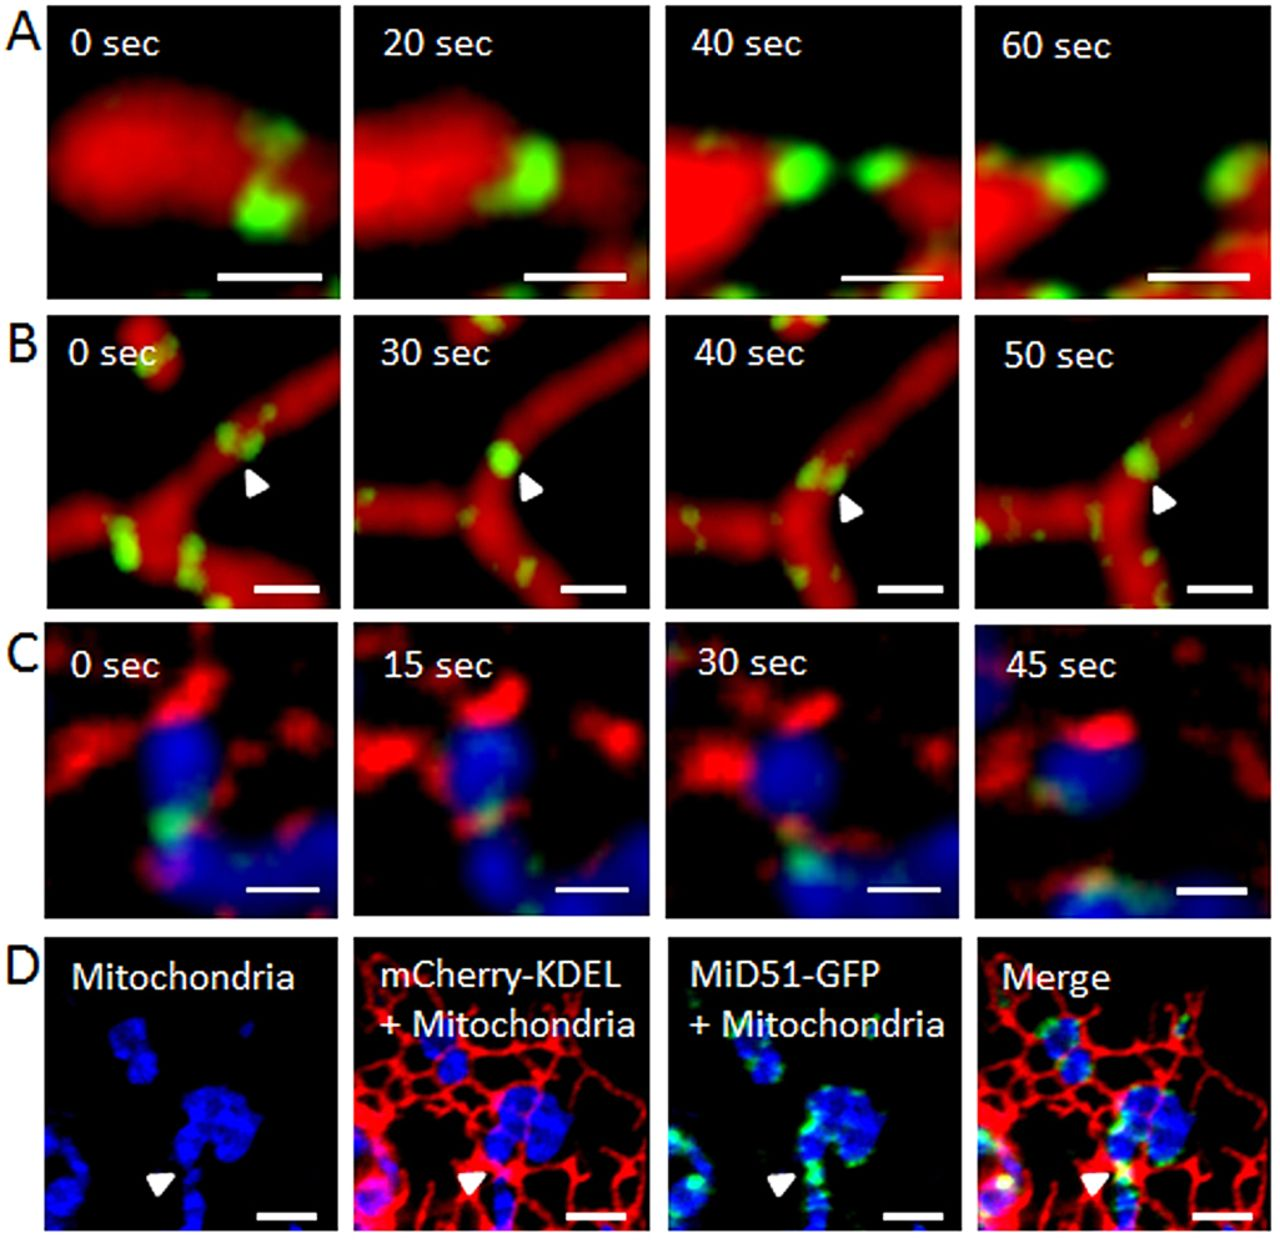 A
0 sec
20 sec
40 sec
60 sec
B
0 sec
30 sec
40 sec
50 sec
C
0 sec
15 sec
30 sec
45 sec
D
Mitochondria
mCherry-KDEL
+ Mitochondria
MiD51-GFP
+ Mitochondria
Merge